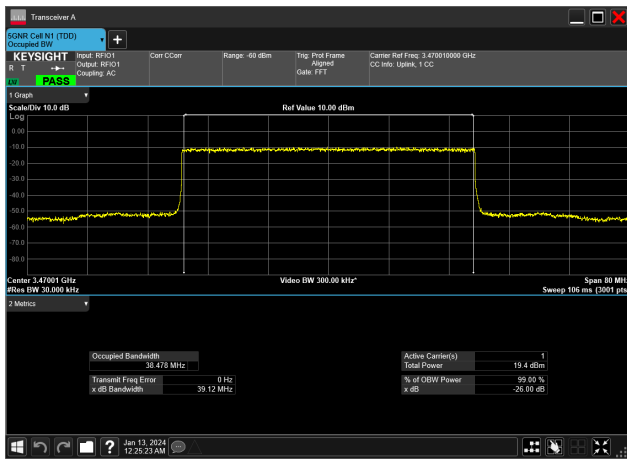 Transceiver A
5GNR Cell N1 (TDD)
Occupied BW
KEYSIGHT
R T
PASS
Input: RFIO1
Output: RFIO1
Coupling: AC
Corr CCorr
Range: -60 dBm
Trig: Prot Frame
Aligned
Gate: FFT
Carrier Ref Freq: 3.470010000 GHz
CC Info: Uplink, 1 CC
1 Graph
Scale/Div 10.0 dB
Ref Value 10.00 dBm
Log
0.00
-10.0
-20.0
-30.0
-40.0
-50.0
-60.0
-70.0
-80.0
Center 3.47001 GHz
Video BW 300.00 kHz*
Span 80 MHz
#Res BW 30.000 kHz
Sweep 106 ms (3001 pts
2 Metrics
Occupied Bandwidth
38.478 MHz
Transmit Freq Error 0 Hz
x dB Bandwidth 39.12 MHz
Active Carrier(s) 1
Total Power 19.4 dBm
% of OBW Power 99.00 %
x dB -26.00 dB
Jan 13, 2024
12:25:23 AM